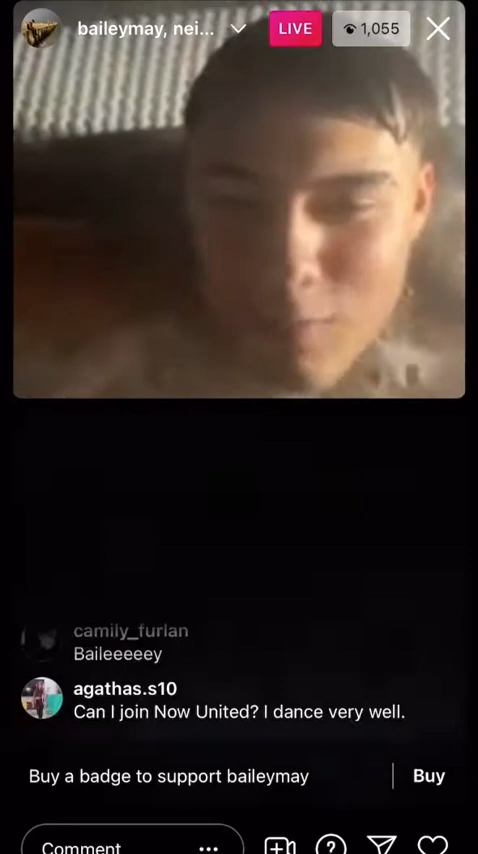 baileymay, nei...
LIVE
1,055
camily_furlan
Baileeeeey
agathas.s10
Can I join Now United? I dance very well.
Buy a badge to support baileymay
Buy
Comment